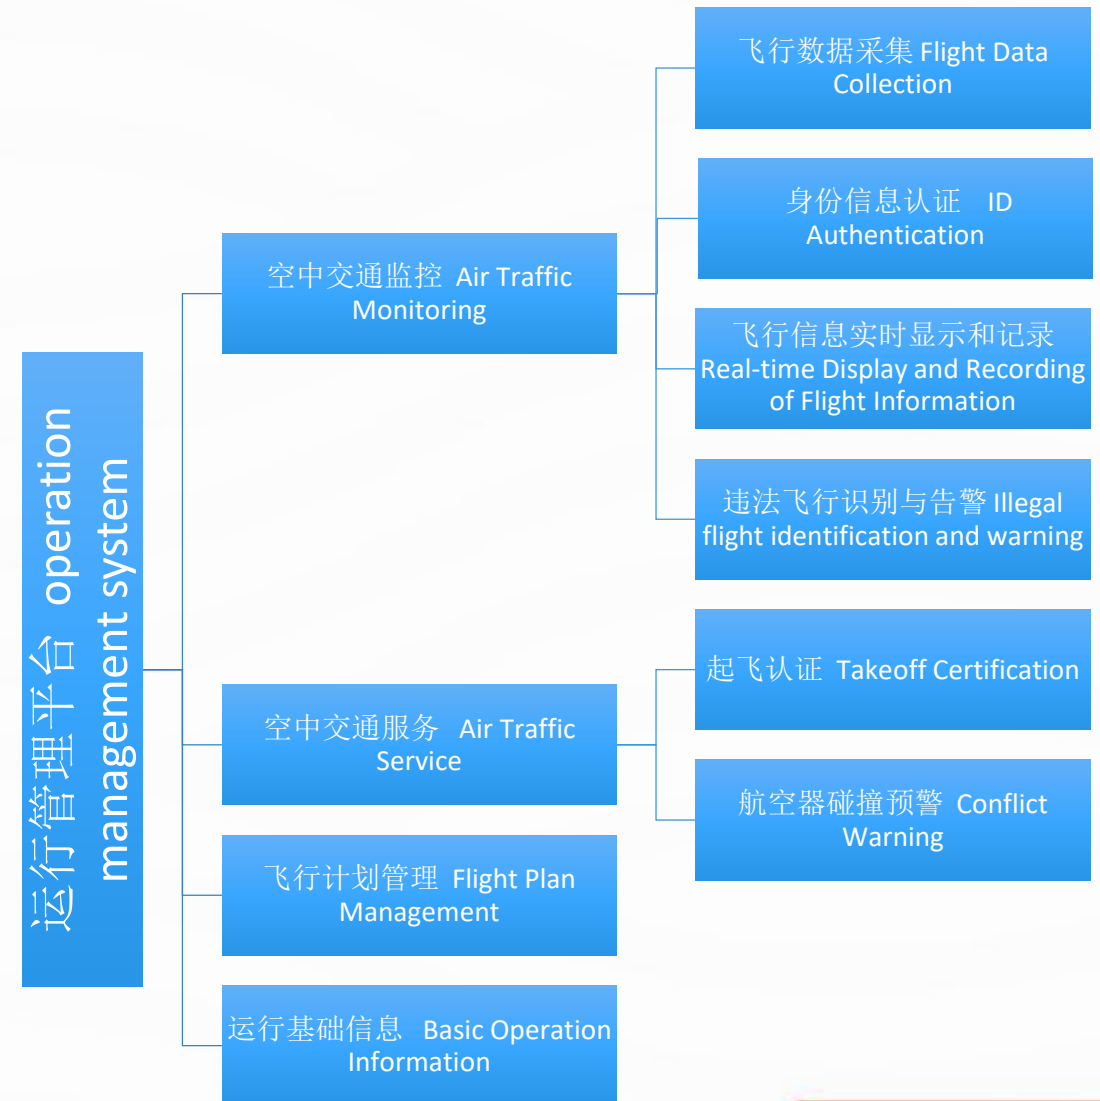 运行管理平台 operation
management system
空中交通监控 Air Traffic
Monitoring
飞行数据采集 Flight Data
Collection
身份信息认证 ID
Authentication
飞行信息实时显示和记录
Real-time Display and Recording
of Flight Information
违法飞行识别与告警 Illegal
flight identification and warning
空中交通服务 Air Traffic
Service
起飞认证 Takeoff Certification
航空器碰撞预警 Conflict
Warning
飞行计划管理 Flight Plan
Management
运行基础信息 Basic Operation
Information